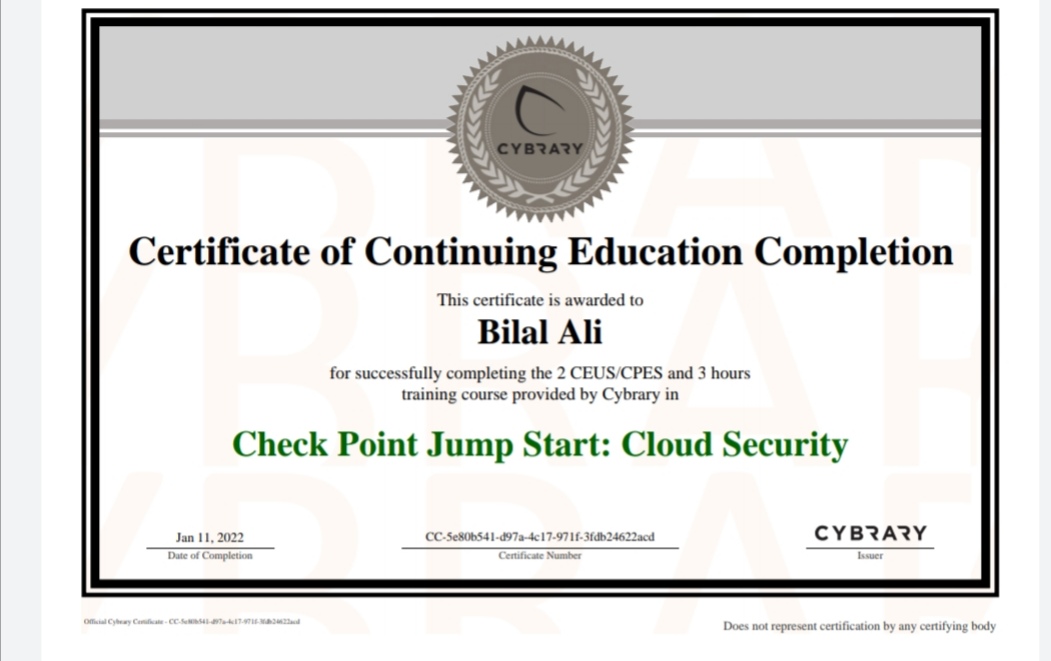 CYBRARY
Certificate of Continuing Education Completion
This certificate is awarded to
Bilal Ali
for successfully completing the 2 CEUS/CPES and 3 hours
training course provided by Cybrary in
Check Point Jump Start: Cloud Security
Jan 11, 2022
Date of Completion
CC-5e80b541-d97a-4c17-971f-3fdb24622acd
Certificate Number
CYBRARY
Issuer
Official Cybrary Certificate - CC-5e80b541-d97a-4c17-971f-3fdb24622acd
Does not represent certification by any certifying body